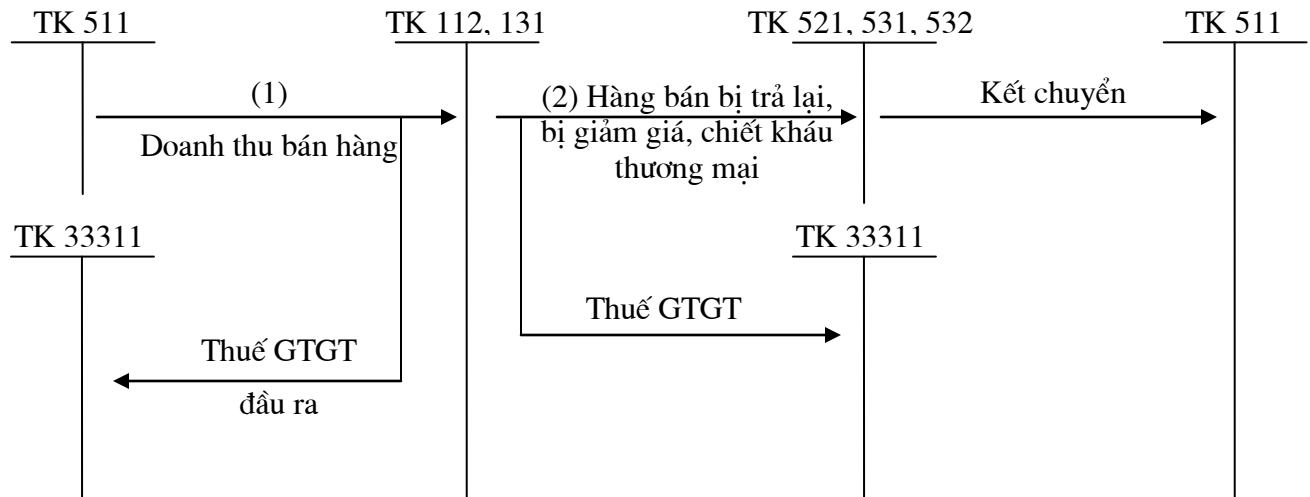 TK 511
TK 112, 131
TK 521, 531, 532
TK 511
(1)
Doanh thu bán hàng
(2) Hàng bán bị trả lại,
bị giảm giá, chiết kháu
thương mại
Kết chuyển
TK 33311
TK 33311
Thuế GTGT
Thuế GTGT
đầu ra